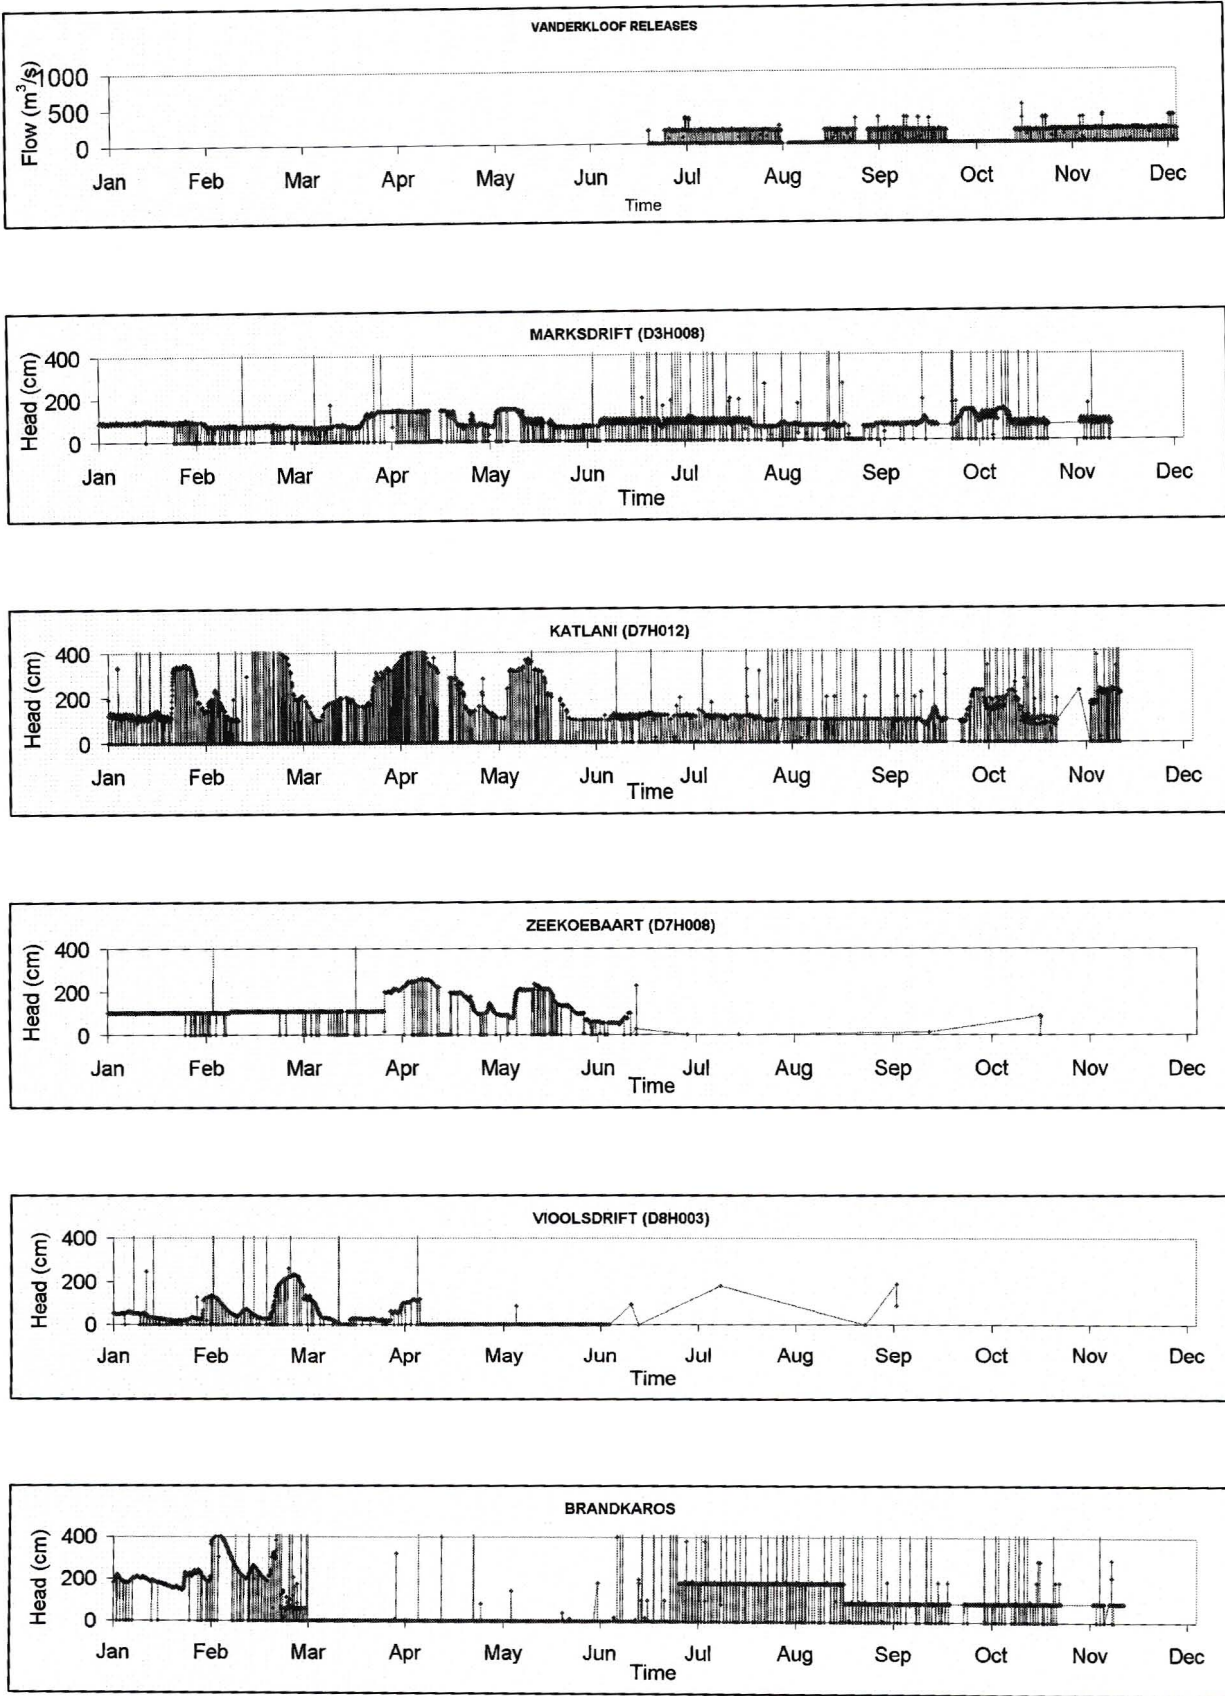 VANDERKLOOF RELEASES
Flow (m³/s)
1000
500
0
Jan Feb Mar Apr May Jun Jul Aug Sep Oct Nov Dec
Time
MARKSDRIFT (D3H008)
Head (cm)
400
200
0
Jan Feb Mar Apr May Jun Jul Aug Sep Oct Nov Dec
Time
KATLANI (D7H012)
Head (cm)
400
200
0
Jan Feb Mar Apr May Jun Jul Aug Sep Oct Nov Dec
Time
ZEEKOEBAART (D7H008)
Head (cm)
400
200
0
Jan Feb Mar Apr May Jun Jul Aug Sep Oct Nov Dec
Time
VIOOLSDRIFT (D8H003)
Head (cm)
400
200
0
Jan Feb Mar Apr May Jun Jul Aug Sep Oct Nov Dec
Time
BRANDKAROS
Head (cm)
400
200
0
Jan Feb Mar Apr May Jun Jul Aug Sep Oct Nov Dec
Time